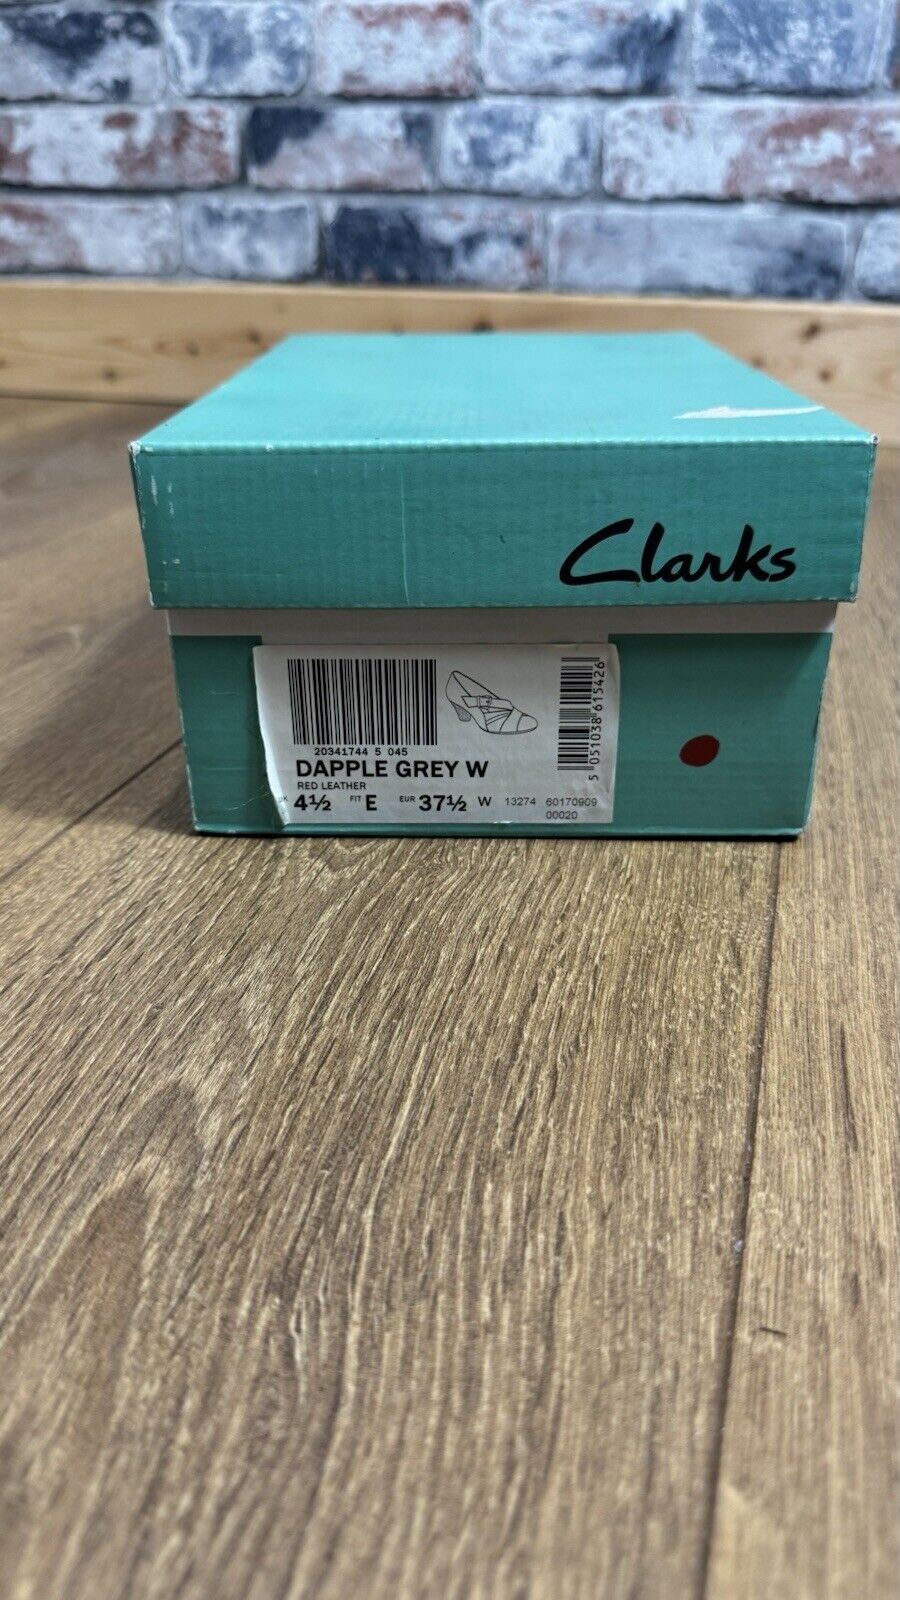 Clarks
20341744 5 045
5 051038 615426
DAPPLE GREY W
RED LEATHER
4½ FIT E EUR 37½ W 13274 60170909
00020